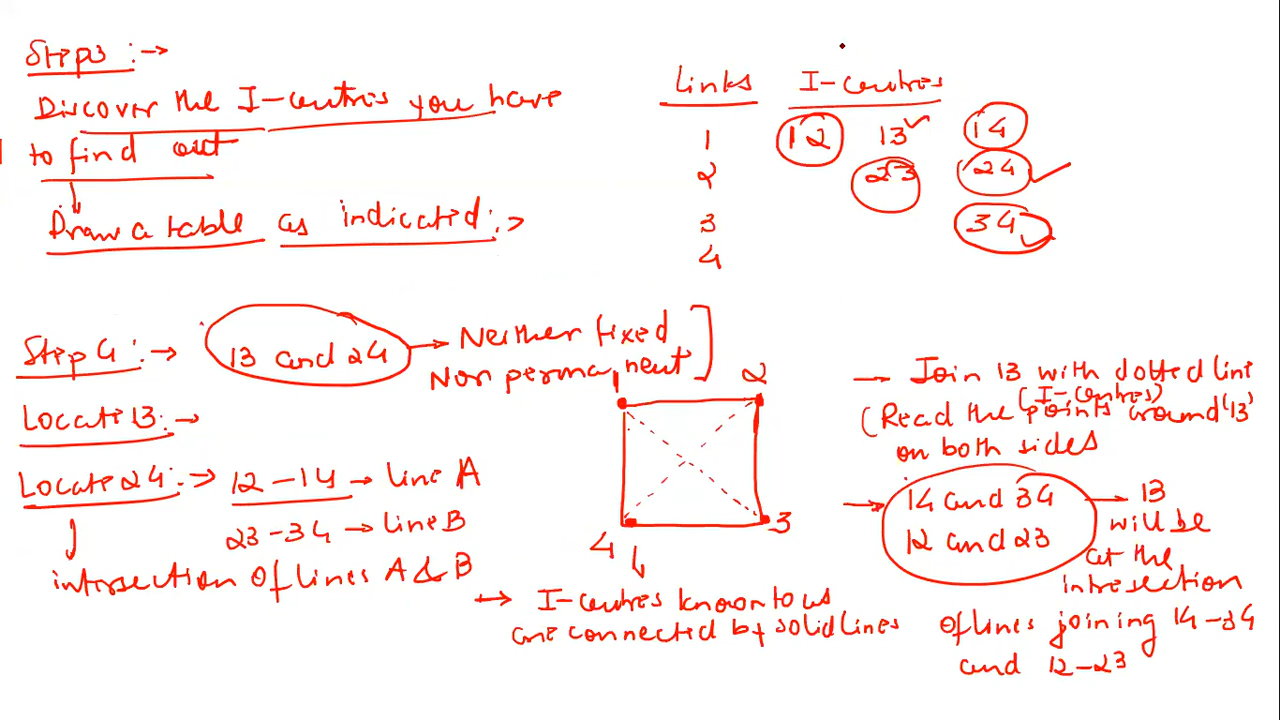 Step3 :→
Discover the I-centres you have
to find out
Draw a table as indicated :>
Links I-centres
1 12 13 14
2 23 24
3 34
4
Step 4 :→ 13 and 24 → Neither fixed
Non permanent
Locate 13 :→
Locate 24 :→ 12 – 14 → Line A
23 – 34 → Line B
intrsection of lines A & B
1 2
4 3
→ I-centres known to us
are connected by solid lines
— Join 13 with dotted line
(I-centres)
(Read the points around '13'
on both sides
→ 14 and 34 → 13
12 and 23 will be
at the
intresection
of lines joining 14–34
and 12–23